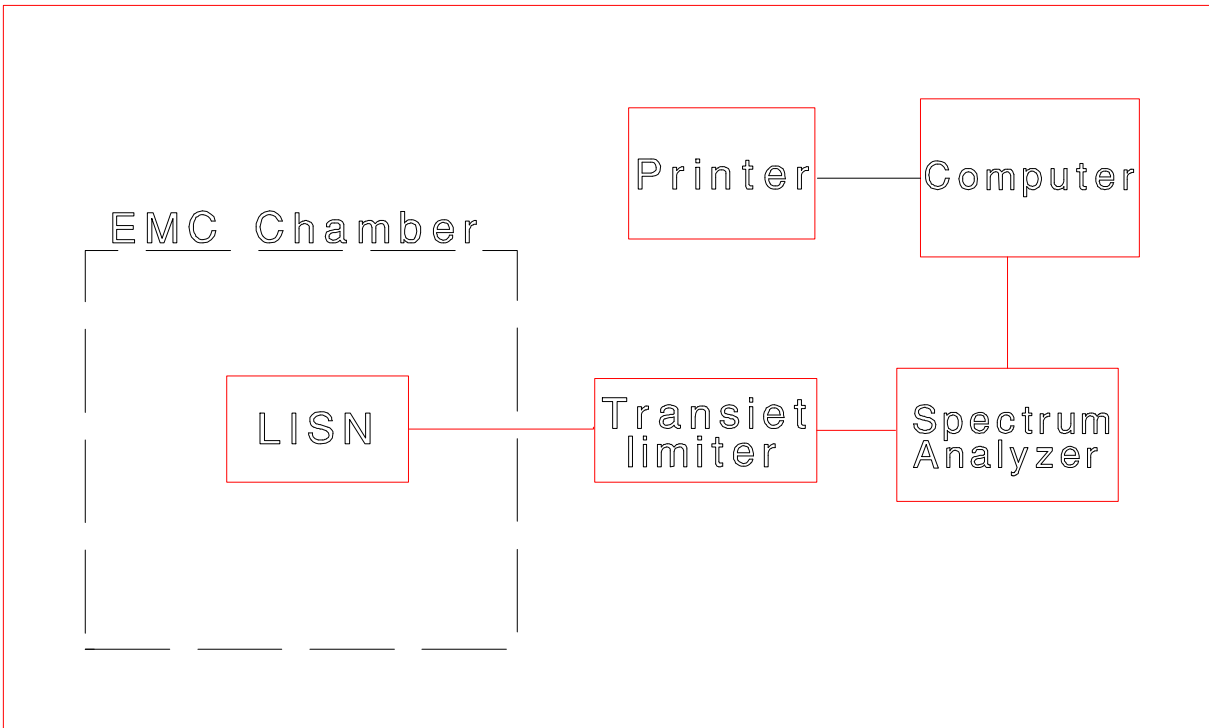 Printer
Computer
EMC Chamber
LISN
Transiet
limiter
Spectrum
Analyzer